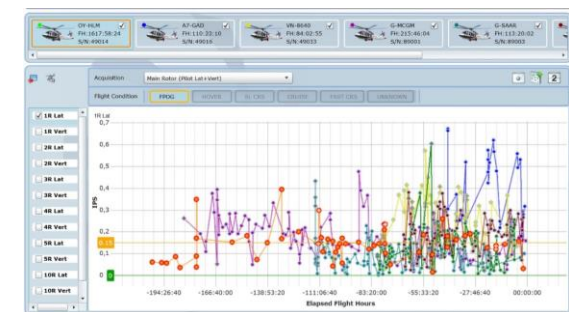 OY-HLM
FH:1617:58:24
S/N:49014
A7-GAD
FH:110:33:10
S/N:49016
VN-8640
FH:84:02:55
S/N:49033
G-MCGM
FH:215:46:04
S/N:89001
G-SAAR
FH:113:20:02
S/N:89003
Acquisition
Main Rotor (Pilot Lat+Vert)
2
Flight Condition
FPOG
HOVER
UNKNOWN
1R Lat
1R Vert
2R Lat
2R Vert
3R Lat
3R Vert
4R Lat
4R Vert
5R Lat
5R Vert
10R Lat
10R Vert
1R Lat
IPS
0,7
0,6
0,5
0,4
0,3
0,2
0,15
0,1
0
0
-194:26:40
-166:40:00
-138:53:20
-111:06:40
-83:20:00
-55:33:20
-27:46:40
00:00:00
Elapsed Flight Hours